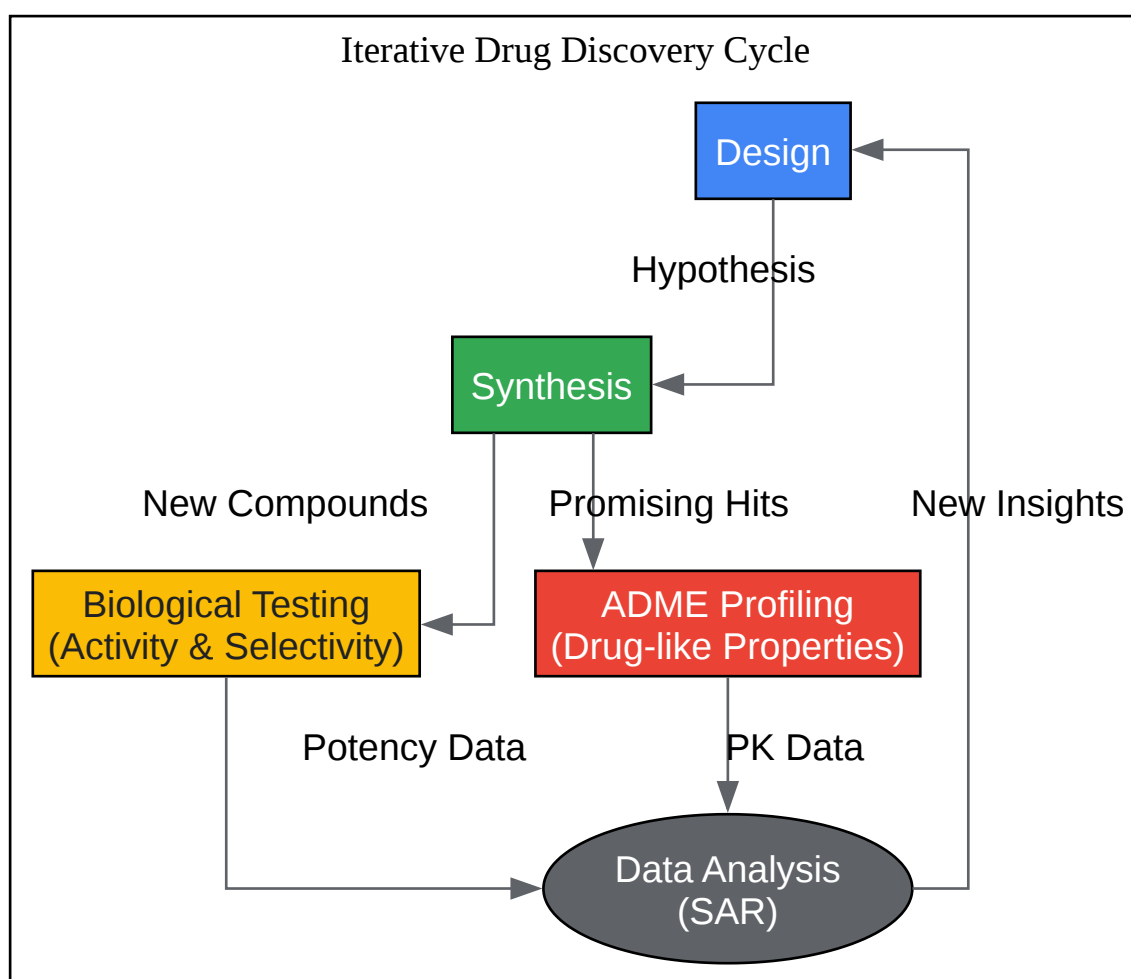 Iterative Drug Discovery Cycle
Design
Hypothesis
Synthesis
New Compounds
Promising Hits
New Insights
Biological Testing
(Activity & Selectivity)
ADME Profiling
(Drug-like Properties)
Potency Data
PK Data
Data Analysis
(SAR)